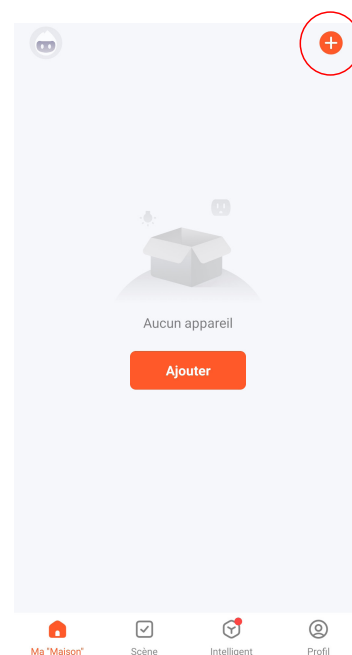 Aucun appareil
Ajouter
Ma "Maison"
Scène
Intelligent
Profil